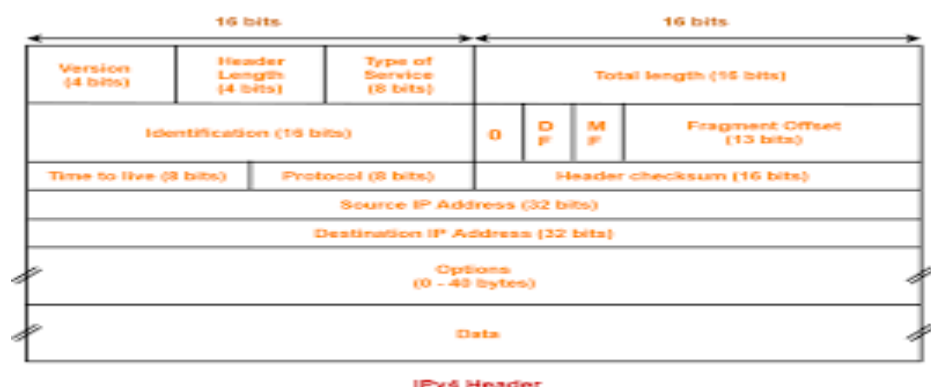 16 bits
16 bits
Version
(4 bits)
Header
Length
(4 bits)
Type of
Service
(8 bits)
Total length (16 bits)
Identification (16 bits)
0
D
F
M
F
Fragment Offset
(13 bits)
Time to live (8 bits)
Protocol (8 bits)
Header checksum (16 bits)
Source IP Address (32 bits)
Destination IP Address (32 bits)
Options
(0 - 40 bytes)
Data
IPv4 Header